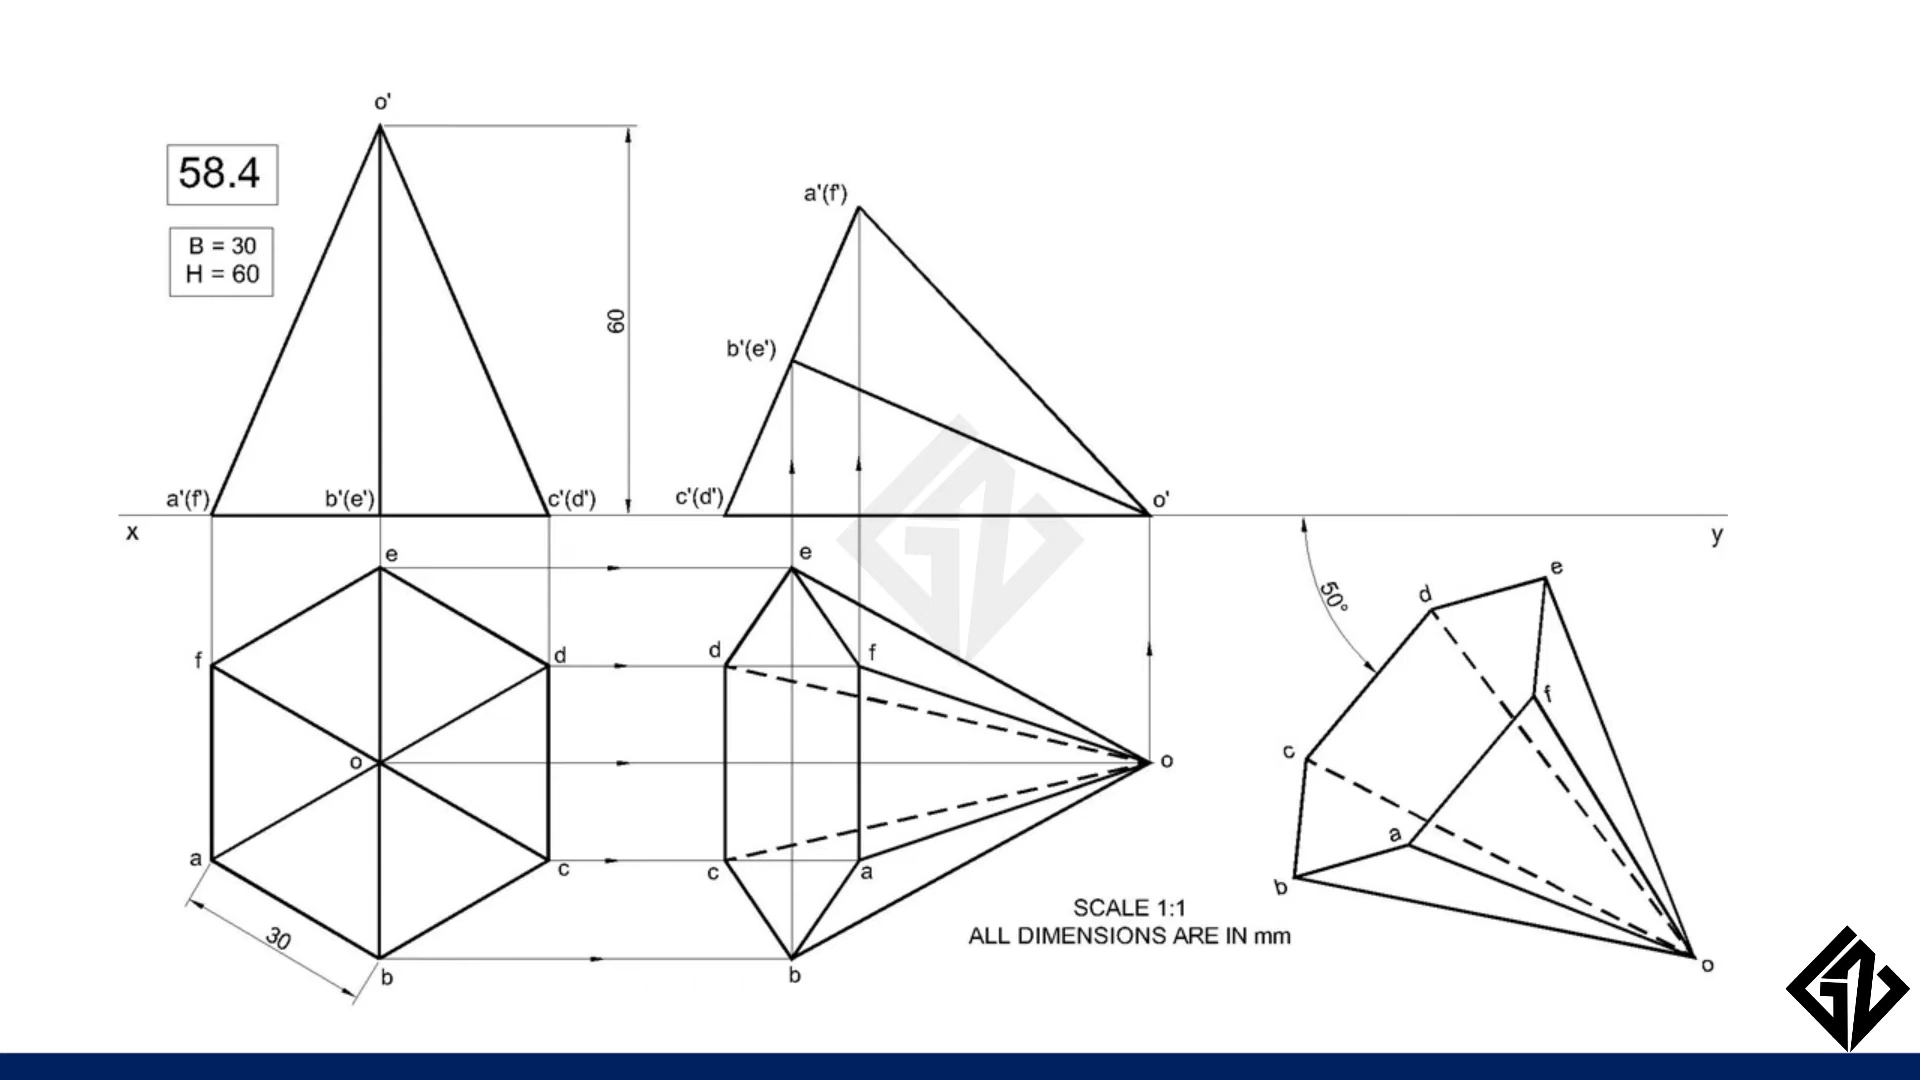 o'
58.4
B = 30
H = 60
60
a'(f')
b'(e')
c'(d')
x
e
f
d
o
a
c
b
30
a'(f')
b'(e')
c'(d')
o'
y
e
d
f
o
c
a
b
SCALE 1:1
ALL DIMENSIONS ARE IN mm
50°
e
d
f
c
a
b
o